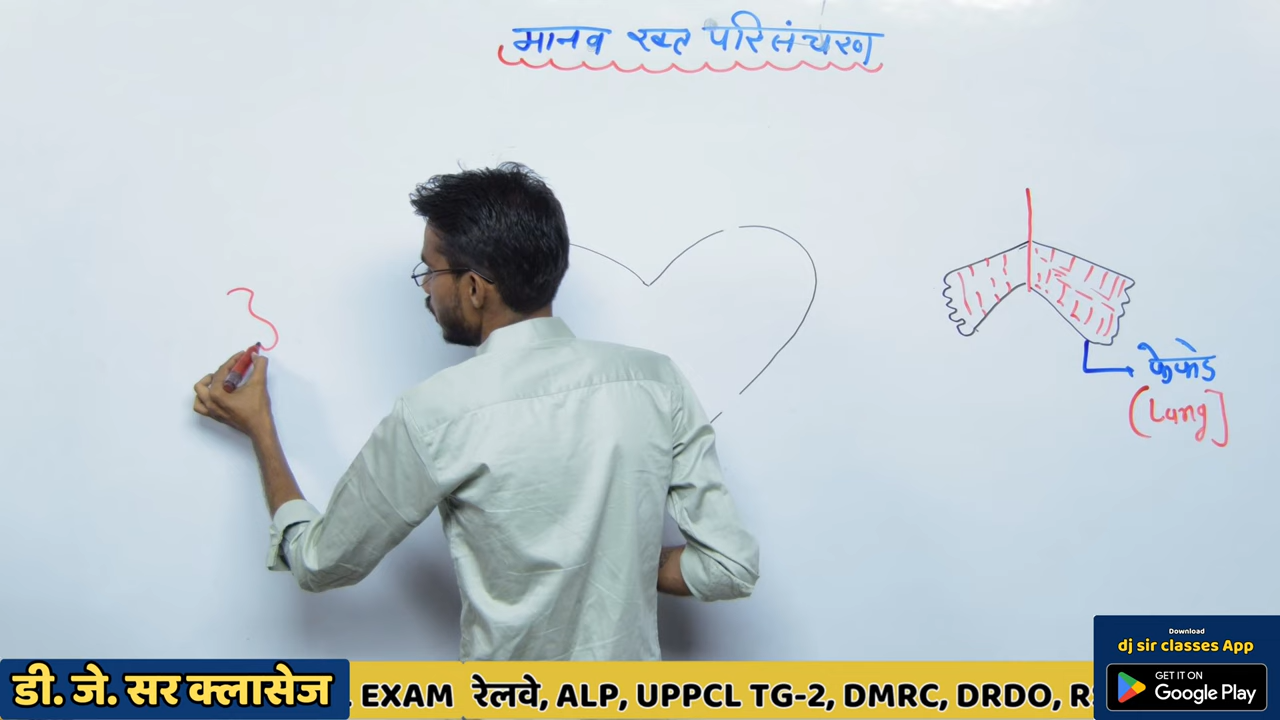 मानव रक्त परिसंचरण
फेफड़े
(Lung]
डी. जे. सर क्लासेज
EXAM रेलवे, ALP, UPPCL TG-2, DMRC, DRDO,
Download
dj sir classes App
GET IT ON
Google Play